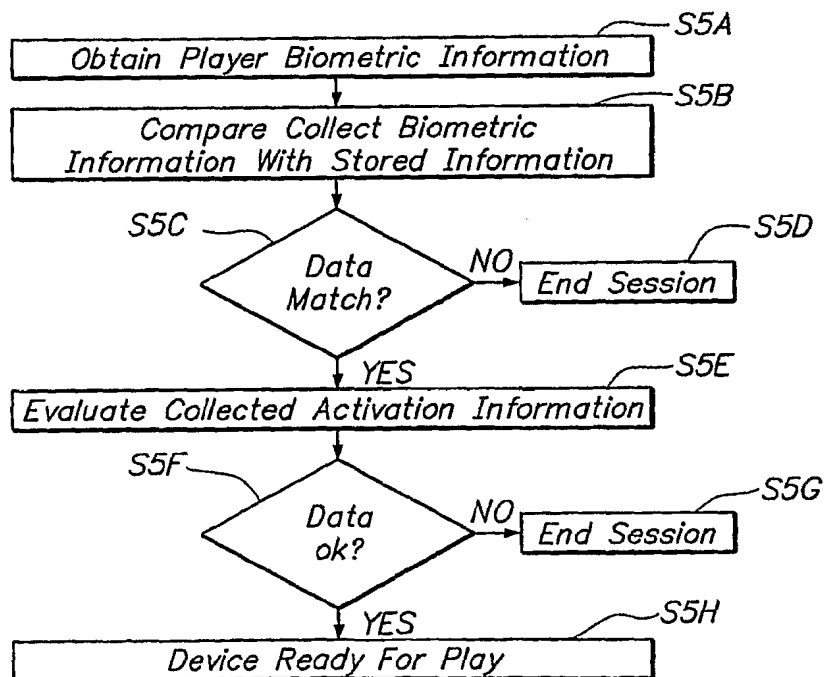 S5A
Obtain Player Biometric Information
S5B
Compare Collect Biometric
Information With Stored Information
S5C
Data
Match?
NO
S5D
End Session
YES
S5E
Evaluate Collected Activation Information
S5F
Data
ok?
NO
S5G
End Session
YES
S5H
Device Ready For Play